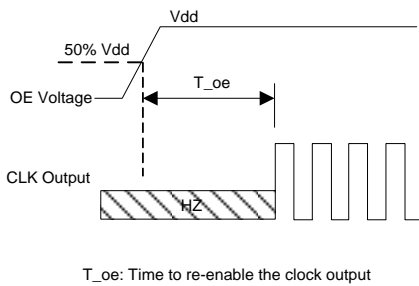 Vdd
50% Vdd
T_oe
OE Voltage
CLK Output
HZ
T_oe: Time to re-enable the clock output